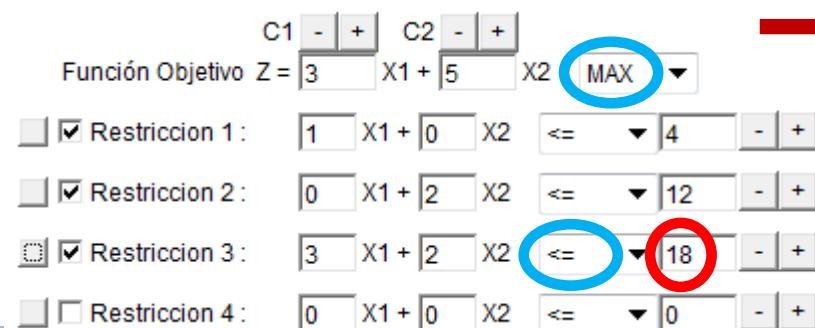 C1 - + C2 - +
Función Objetivo Z = 3 X1 + 5 X2 MAX
Restriccion 1 : 1 X1 + 0 X2 <= 4 - +
Restriccion 2 : 0 X1 + 2 X2 <= 12 - +
Restriccion 3 : 3 X1 + 2 X2 <= 18 - +
Restriccion 4 : 0 X1 + 0 X2 <= 0 - +